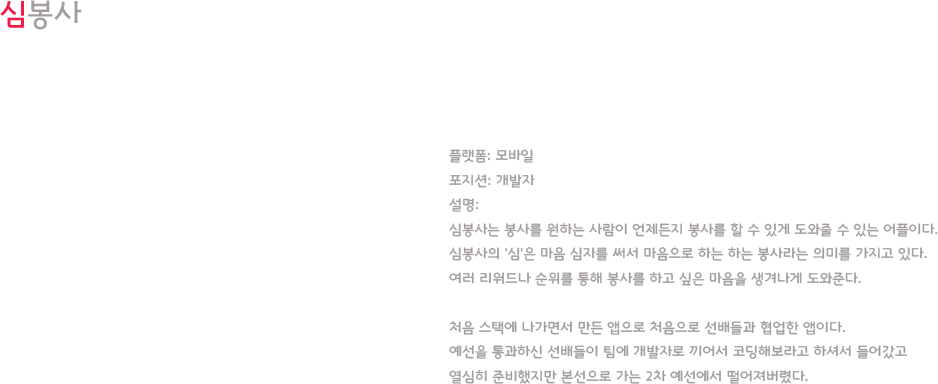 심봉사
플랫폼: 모바일
포지션: 개발자
설명:
심봉사는 봉사를 원하는 사람이 언제든지 봉사를 할 수 있게 도와줄 수 있는 어플이다.
심봉사의 '심'은 마음 심자를 써서 마음으로 하는 하는 봉사라는 의미를 가지고 있다.
여러 리워드나 순위를 통해 봉사를 하고 싶은 마음을 생겨나게 도와준다.
처음 스택에 나가면서 만든 앱으로 처음으로 선배들과 협업한 앱이다.
예선을 통과하신 선배들이 팀에 개발자로 끼어서 코딩해보라고 하셔서 들어갔고
열심히 준비했지만 본선으로 가는 2차 예선에서 떨어져버렸다.